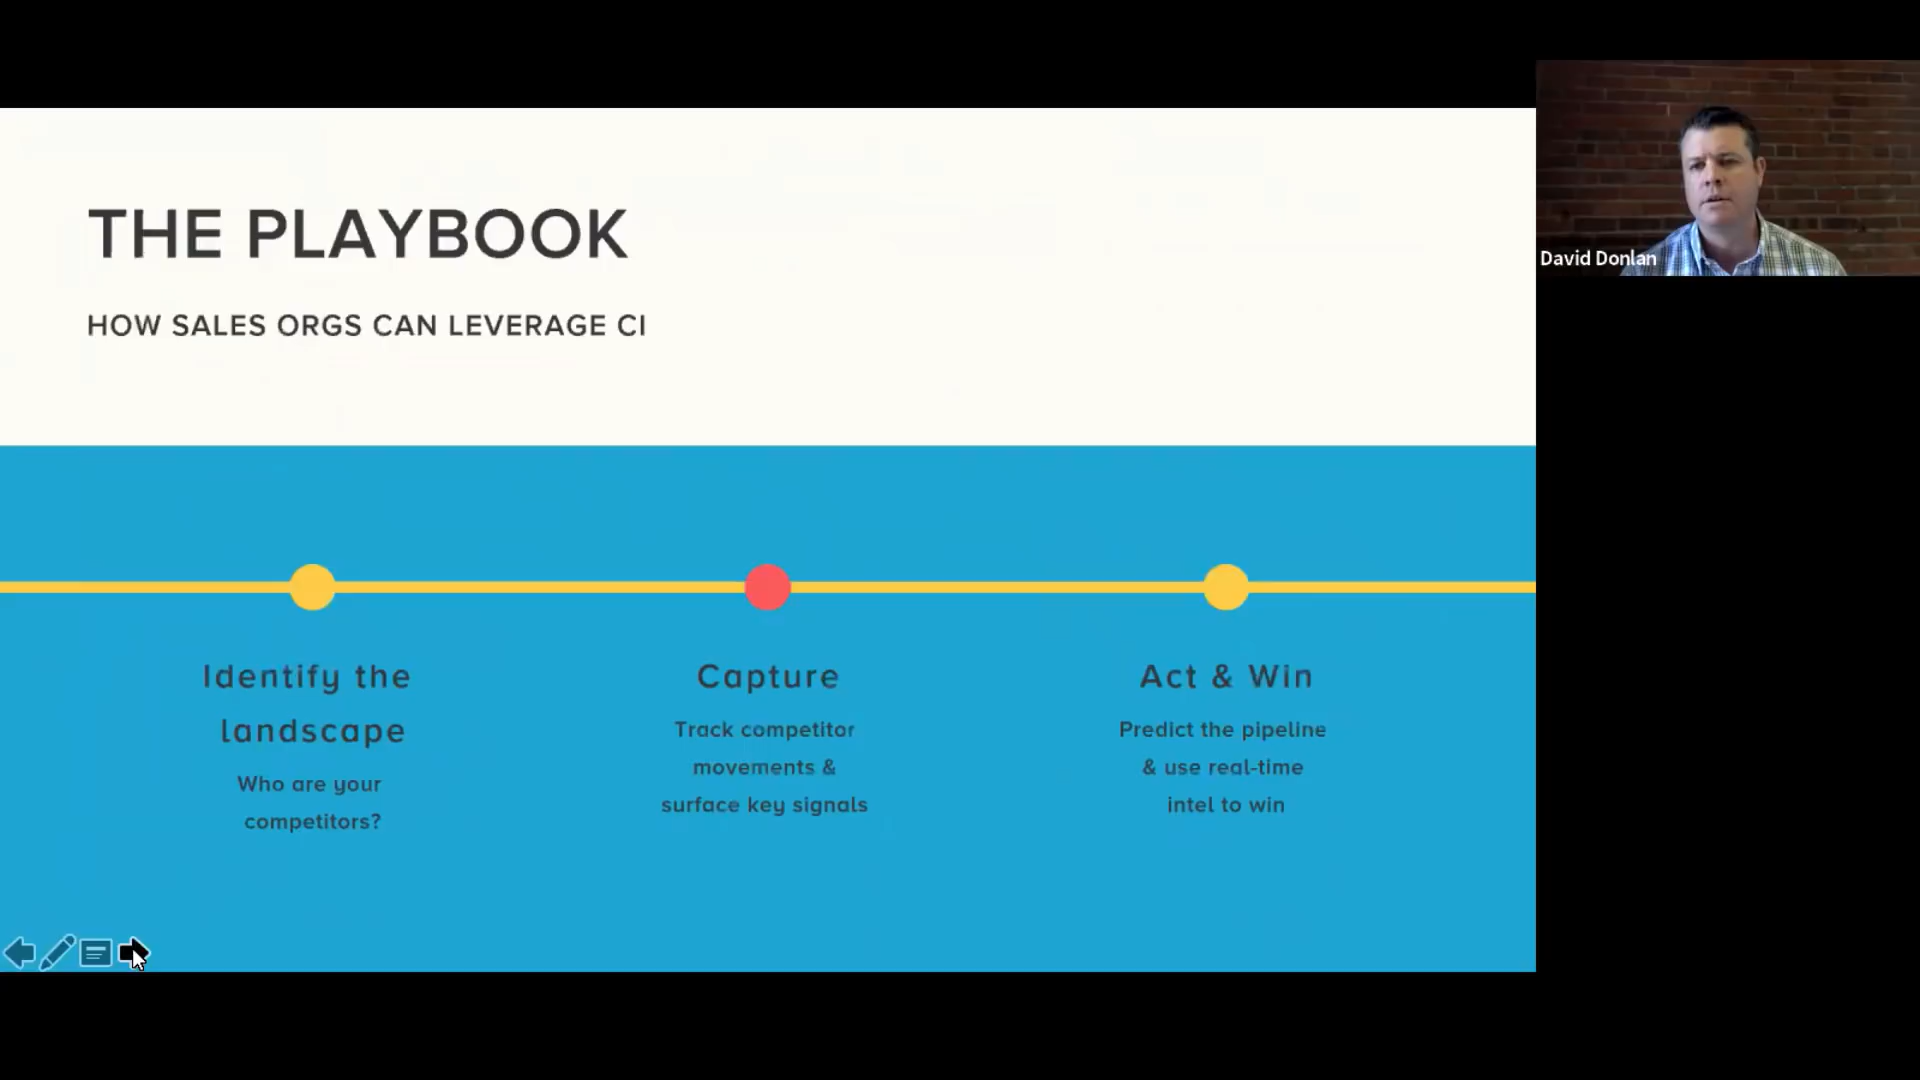 THE PLAYBOOK
HOW SALES ORGS CAN LEVERAGE CI
Identify the
landscape
Who are your
competitors?
Capture
Track competitor
movements &
surface key signals
Act & Win
Predict the pipeline
& use real-time
intel to win
David Donlan